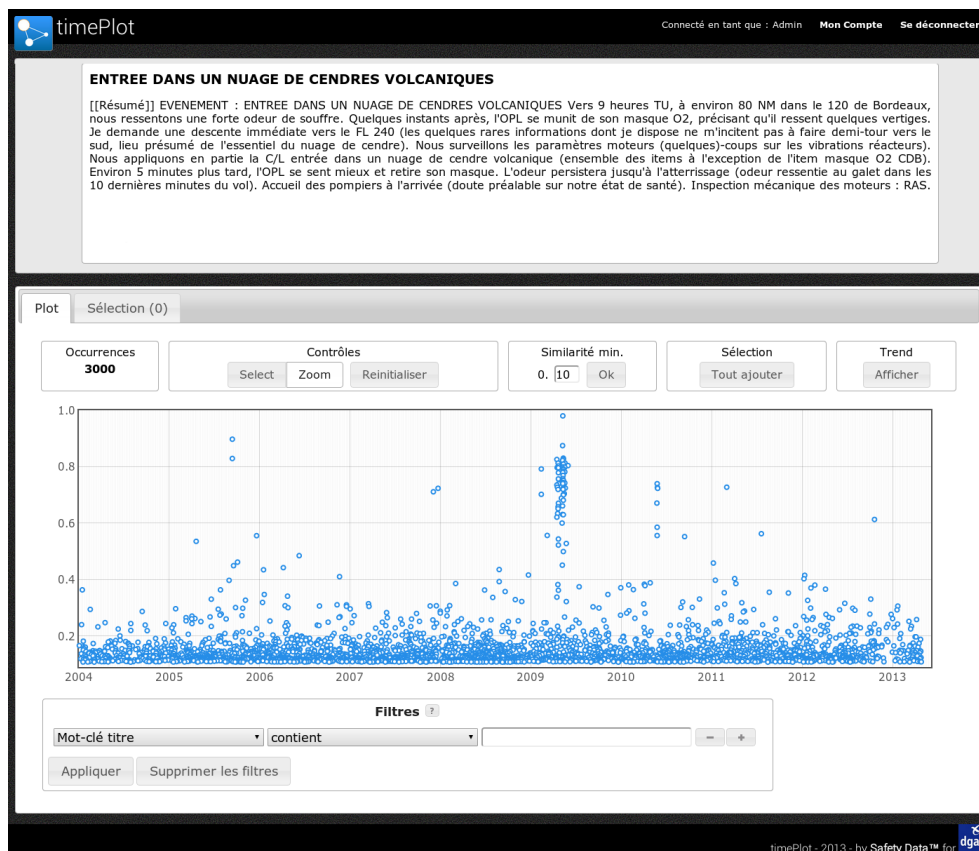 timePlot
Connecté en tant que : Admin Mon Compte Se déconnecter
ENTREE DANS UN NUAGE DE CENDRES VOLCANIQUES
[[Résumé]] EVENEMENT : ENTREE DANS UN NUAGE DE CENDRES VOLCANIQUES Vers 9 heures TU, à environ 80 NM dans le 120 de Bordeaux,
nous ressentons une forte odeur de souffre. Quelques instants après, l'OPL se munit de son masque O2, précisant qu'il ressent quelques vertiges.
Je demande une descente immédiate vers le FL 240 (les quelques rares informations dont je dispose ne m'incitent pas à faire demi-tour vers le
sud, lieu présumé de l'essentiel du nuage de cendre). Nous surveillons les paramètres moteurs (quelques)-coups sur les vibrations réacteurs).
Nous appliquons en partie la C/L entrée dans un nuage de cendre volcanique (ensemble des items à l'exception de l'item masque O2 CDB).
Environ 5 minutes plus tard, l'OPL se sent mieux et retire son masque. L'odeur persistera jusqu'à l'atterrissage (odeur ressentie au galet dans les
10 dernières minutes du vol). Accueil des pompiers à l'arrivée (doute préalable sur notre état de santé). Inspection mécanique des moteurs : RAS.
Plot Sélection (0)
Occurrences Contrôles Similarité min. Sélection Trend
3000 Select Zoom Reinitialiser 0. 10 Ok Tout ajouter Afficher
1.0
0.8
0.6
0.4
0.2
2004 2005 2006 2007 2008 2009 2010 2011 2012 2013
Filtres ?
Mot-clé titre contient − +
Appliquer Supprimer les filtres
timePlot - 2013 - by Safety Data™ for dga